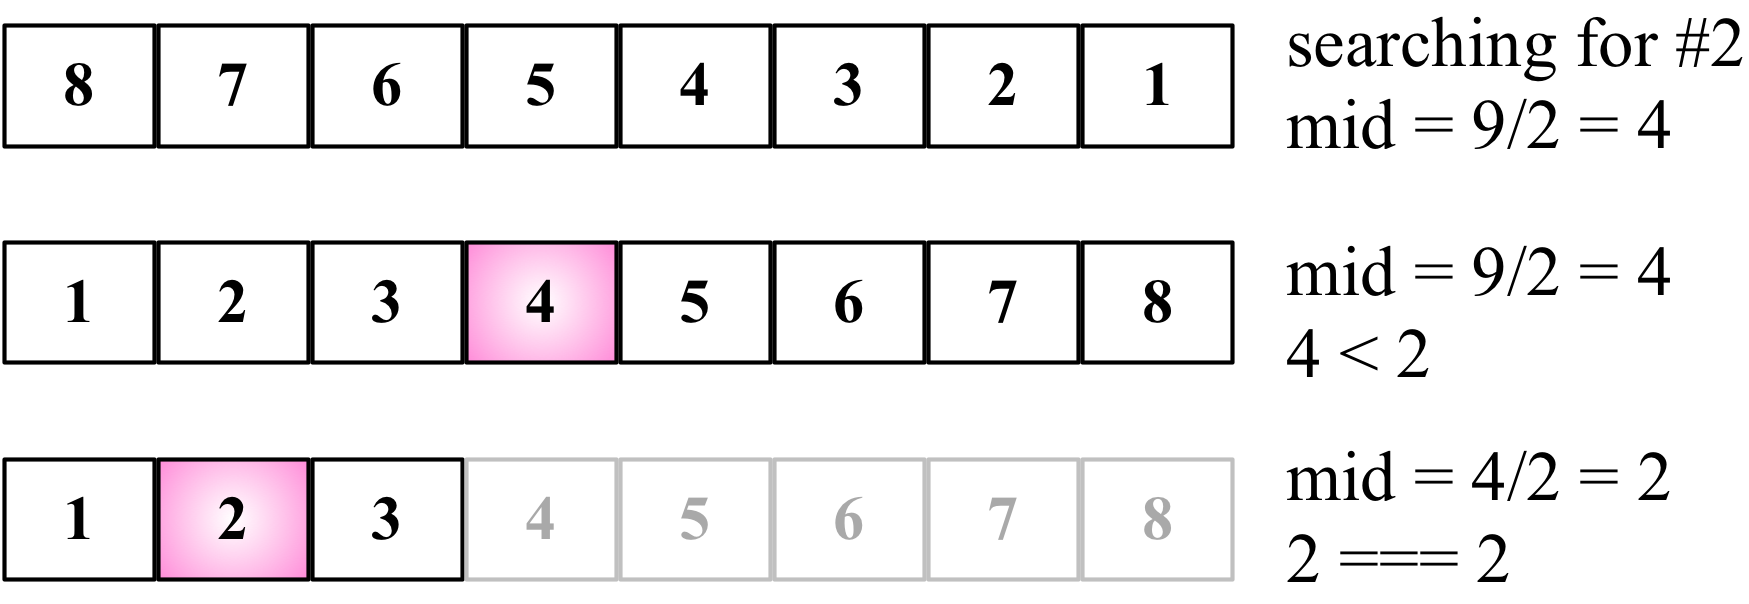 8 7 6 5 4 3 2 1
searching for #2
mid = 9/2 = 4
1 2 3 4 5 6 7 8
mid = 9/2 = 4
4 < 2
1 2 3 4 5 6 7 8
mid = 4/2 = 2
2 === 2